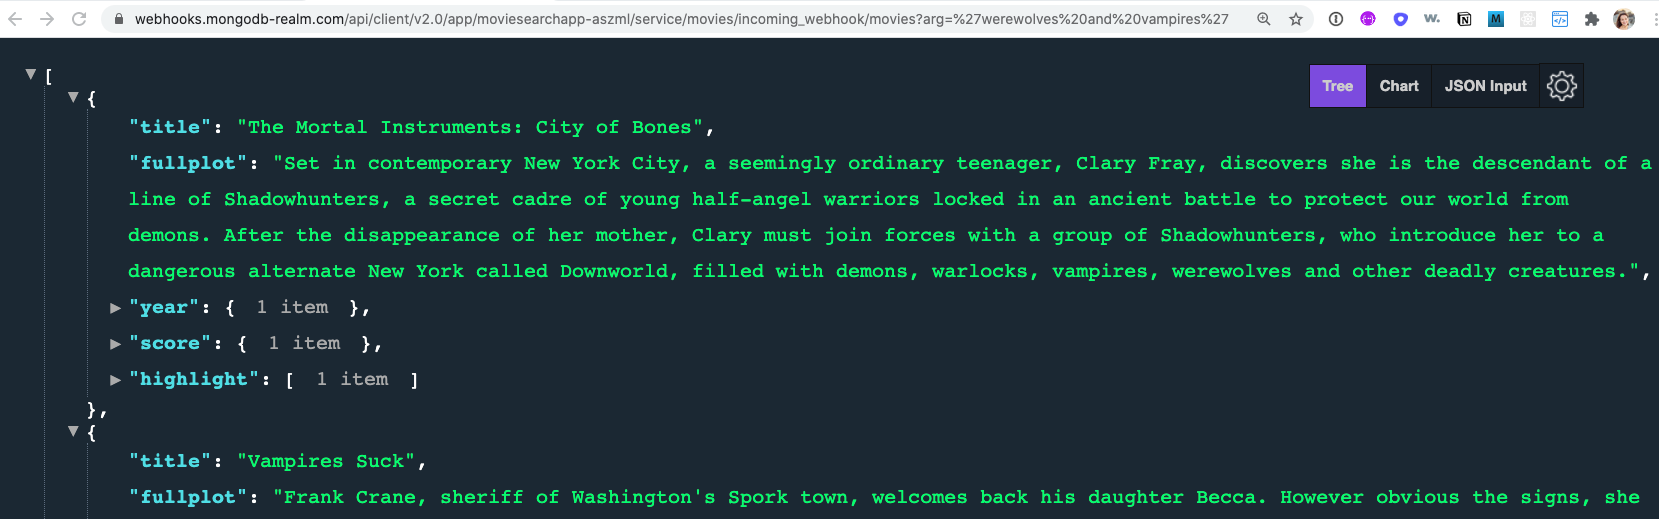 webhooks.mongodb-realm.com/api/client/v2.0/app/moviesearchapp-aszml/service/movies/incoming_webhook/movies?arg=%27werewolves%20and%20vampires%27
w.
M
Tree Chart JSON Input
[
{
"title": "The Mortal Instruments: City of Bones",
"fullplot": "Set in contemporary New York City, a seemingly ordinary teenager, Clary Fray, discovers she is the descendant of a
line of Shadowhunters, a secret cadre of young half-angel warriors locked in an ancient battle to protect our world from
demons. After the disappearance of her mother, Clary must join forces with a group of Shadowhunters, who introduce her to a
dangerous alternate New York called Downworld, filled with demons, warlocks, vampires, werewolves and other deadly creatures.",
"year": { 1 item },
"score": { 1 item },
"highlight": [ 1 item ]
},
{
"title": "Vampires Suck",
"fullplot": "Frank Crane, sheriff of Washington's Spork town, welcomes back his daughter Becca. However obvious the signs, she